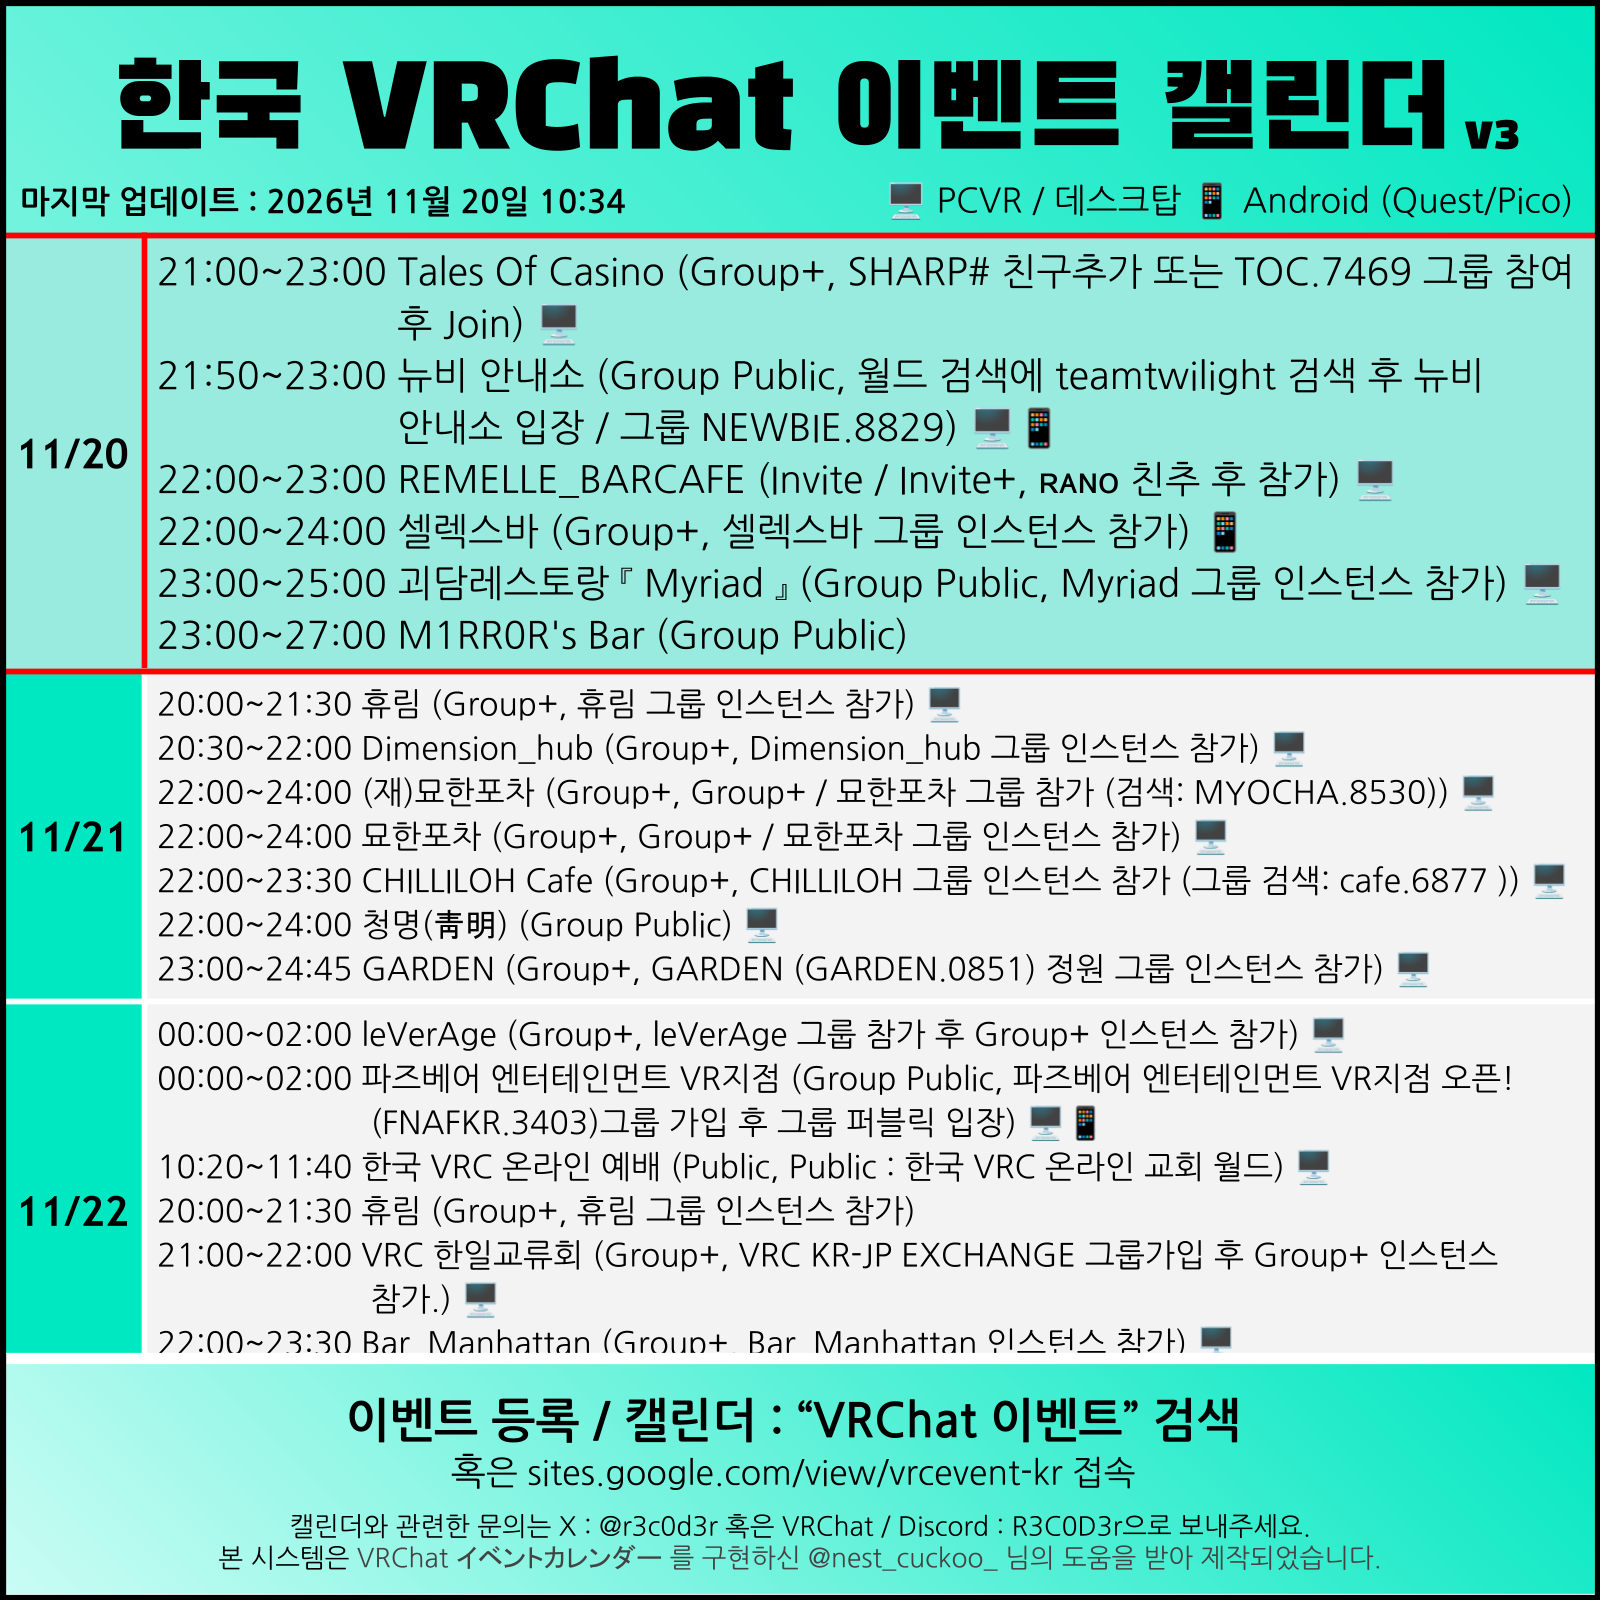 한국 VRChat 이벤트 캘린더 v3
마지막 업데이트 : 2026년 11월 20일 10:34
🖥️ PCVR / 데스크탑 📱 Android (Quest/Pico)
11/20
21:00~23:00 Tales Of Casino (Group+, SHARP# 친구추가 또는 TOC.7469 그룹 참여
후 Join) 🖥️
21:50~23:00 뉴비 안내소 (Group Public, 월드 검색에 teamtwilight 검색 후 뉴비
안내소 입장 / 그룹 NEWBIE.8829) 🖥️📱
22:00~23:00 REMELLE_BARCAFE (Invite / Invite+, ʀᴀɴᴏ 친추 후 참가) 🖥️
22:00~24:00 셀렉스바 (Group+, 셀렉스바 그룹 인스턴스 참가) 📱
23:00~25:00 괴담레스토랑『 Myriad 』(Group Public, Myriad 그룹 인스턴스 참가) 🖥️
23:00~27:00 M1RR0R's Bar (Group Public)
11/21
20:00~21:30 휴림 (Group+, 휴림 그룹 인스턴스 참가) 🖥️
20:30~22:00 Dimension_hub (Group+, Dimension_hub 그룹 인스턴스 참가) 🖥️
22:00~24:00 (재)묘한포차 (Group+, Group+ / 묘한포차 그룹 참가 (검색: MYOCHA.8530)) 🖥️
22:00~24:00 묘한포차 (Group+, Group+ / 묘한포차 그룹 인스턴스 참가) 🖥️
22:00~23:30 CHILLILOH Cafe (Group+, CHILLILOH 그룹 인스턴스 참가 (그룹 검색: cafe.6877 )) 🖥️
22:00~24:00 청명(靑明) (Group Public) 🖥️
23:00~24:45 GARDEN (Group+, GARDEN (GARDEN.0851) 정원 그룹 인스턴스 참가) 🖥️
11/22
00:00~02:00 leVerAge (Group+, leVerAge 그룹 참가 후 Group+ 인스턴스 참가) 🖥️
00:00~02:00 파즈베어 엔터테인먼트 VR지점 (Group Public, 파즈베어 엔터테인먼트 VR지점 오픈!
(FNAFKR.3403)그룹 가입 후 그룹 퍼블릭 입장) 🖥️📱
10:20~11:40 한국 VRC 온라인 예배 (Public, Public : 한국 VRC 온라인 교회 월드) 🖥️
20:00~21:30 휴림 (Group+, 휴림 그룹 인스턴스 참가)
21:00~22:00 VRC 한일교류회 (Group+, VRC KR-JP EXCHANGE 그룹가입 후 Group+ 인스턴스
참가.) 🖥️
22:00~23:30 Bar_Manhattan (Group+, Bar_Manhattan 인스턴스 참가) 🖥️
이벤트 등록 / 캘린더 : “VRChat 이벤트” 검색
혹은 sites.google.com/view/vrcevent-kr 접속
캘린더와 관련한 문의는 X : @r3c0d3r 혹은 VRChat / Discord : R3C0D3r으로 보내주세요.
본 시스템은 VRChat イベントカレンダー 를 구현하신 @nest_cuckoo_ 님의 도움을 받아 제작되었습니다.